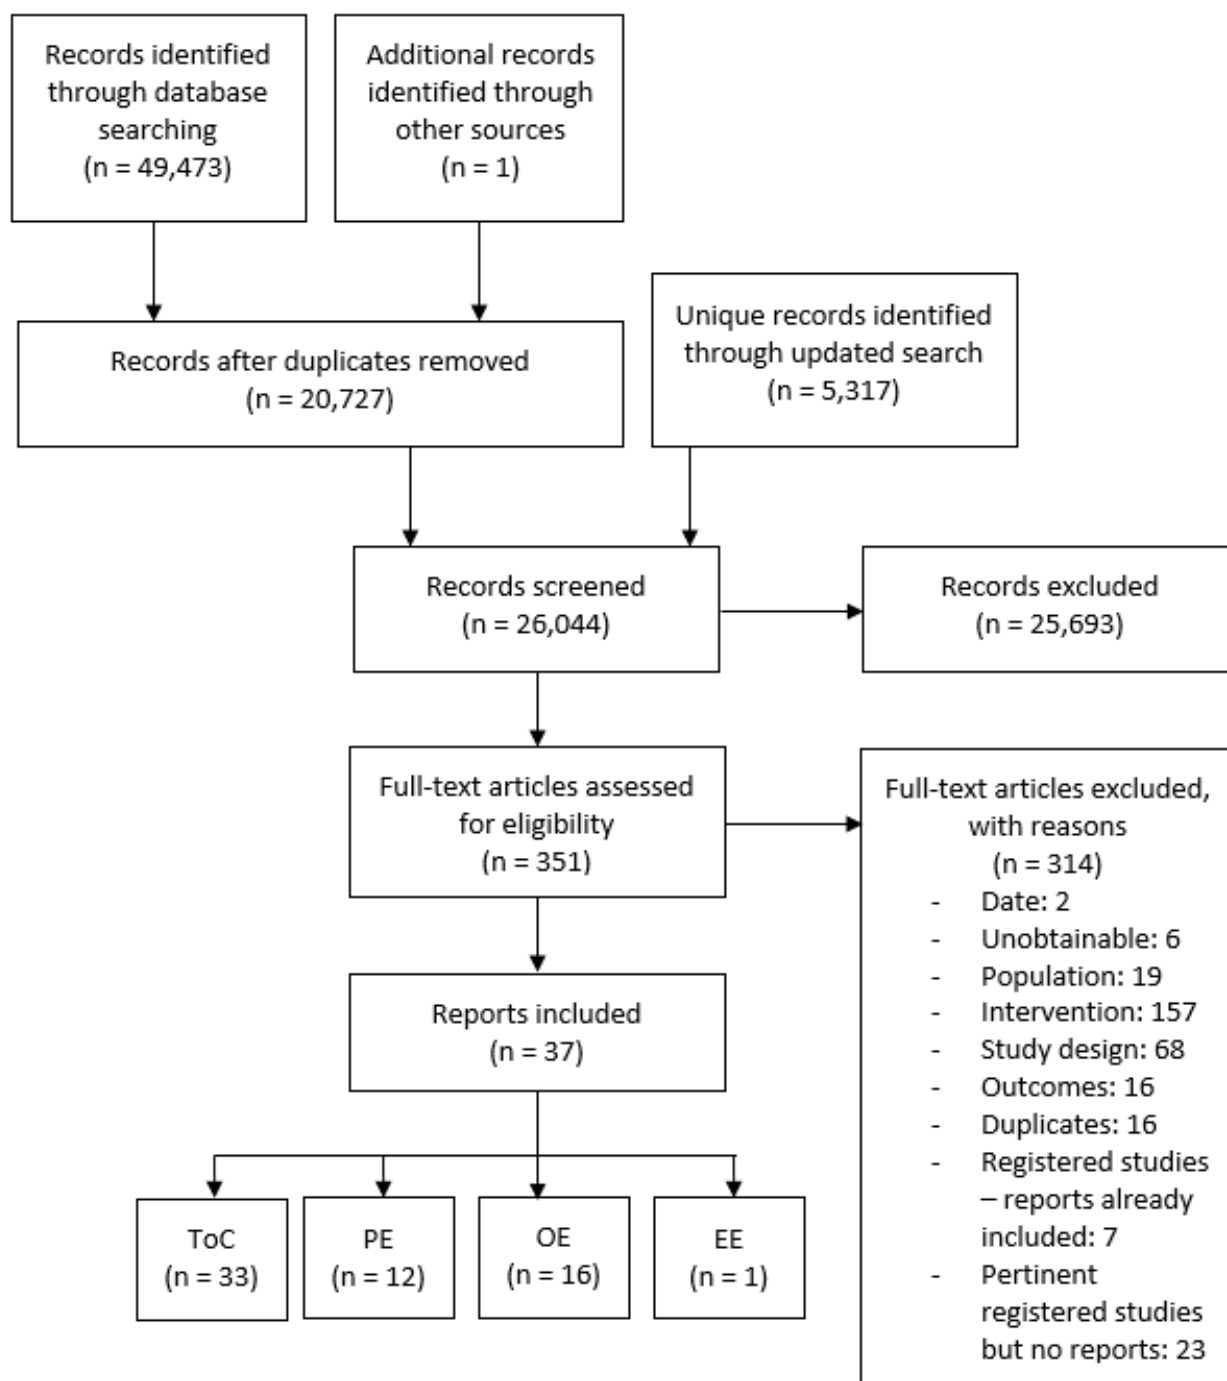 Records identified
through database
searching
(n = 49,473)
Additional records
identified through
other sources
(n = 1)
Unique records identified
through updated search
(n = 5,317)
Records after duplicates removed
(n = 20,727)
Records screened
(n = 26,044)
Records excluded
(n = 25,693)
Full-text articles assessed
for eligibility
(n = 351)
Full-text articles excluded,
with reasons
(n = 314)
- Date: 2
- Unobtainable: 6
- Population: 19
- Intervention: 157
- Study design: 68
- Outcomes: 16
- Duplicates: 16
- Registered studies
– reports already
included: 7
- Pertinent
registered studies
but no reports: 23
Reports included
(n = 37)
ToC
(n = 33)
PE
(n = 12)
OE
(n = 16)
EE
(n = 1)